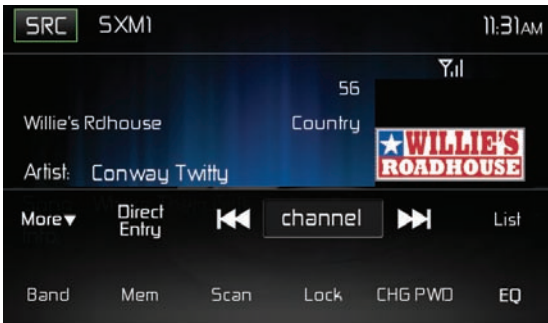 SRC SXM1 11:31AM
56
Willie's Rdhouse Country
WILLIE'S
ROADHOUSE
Artist: Conway Twitty
More▼ Direct Entry channel List
Band Mem Scan Lock CHG PWD EQ